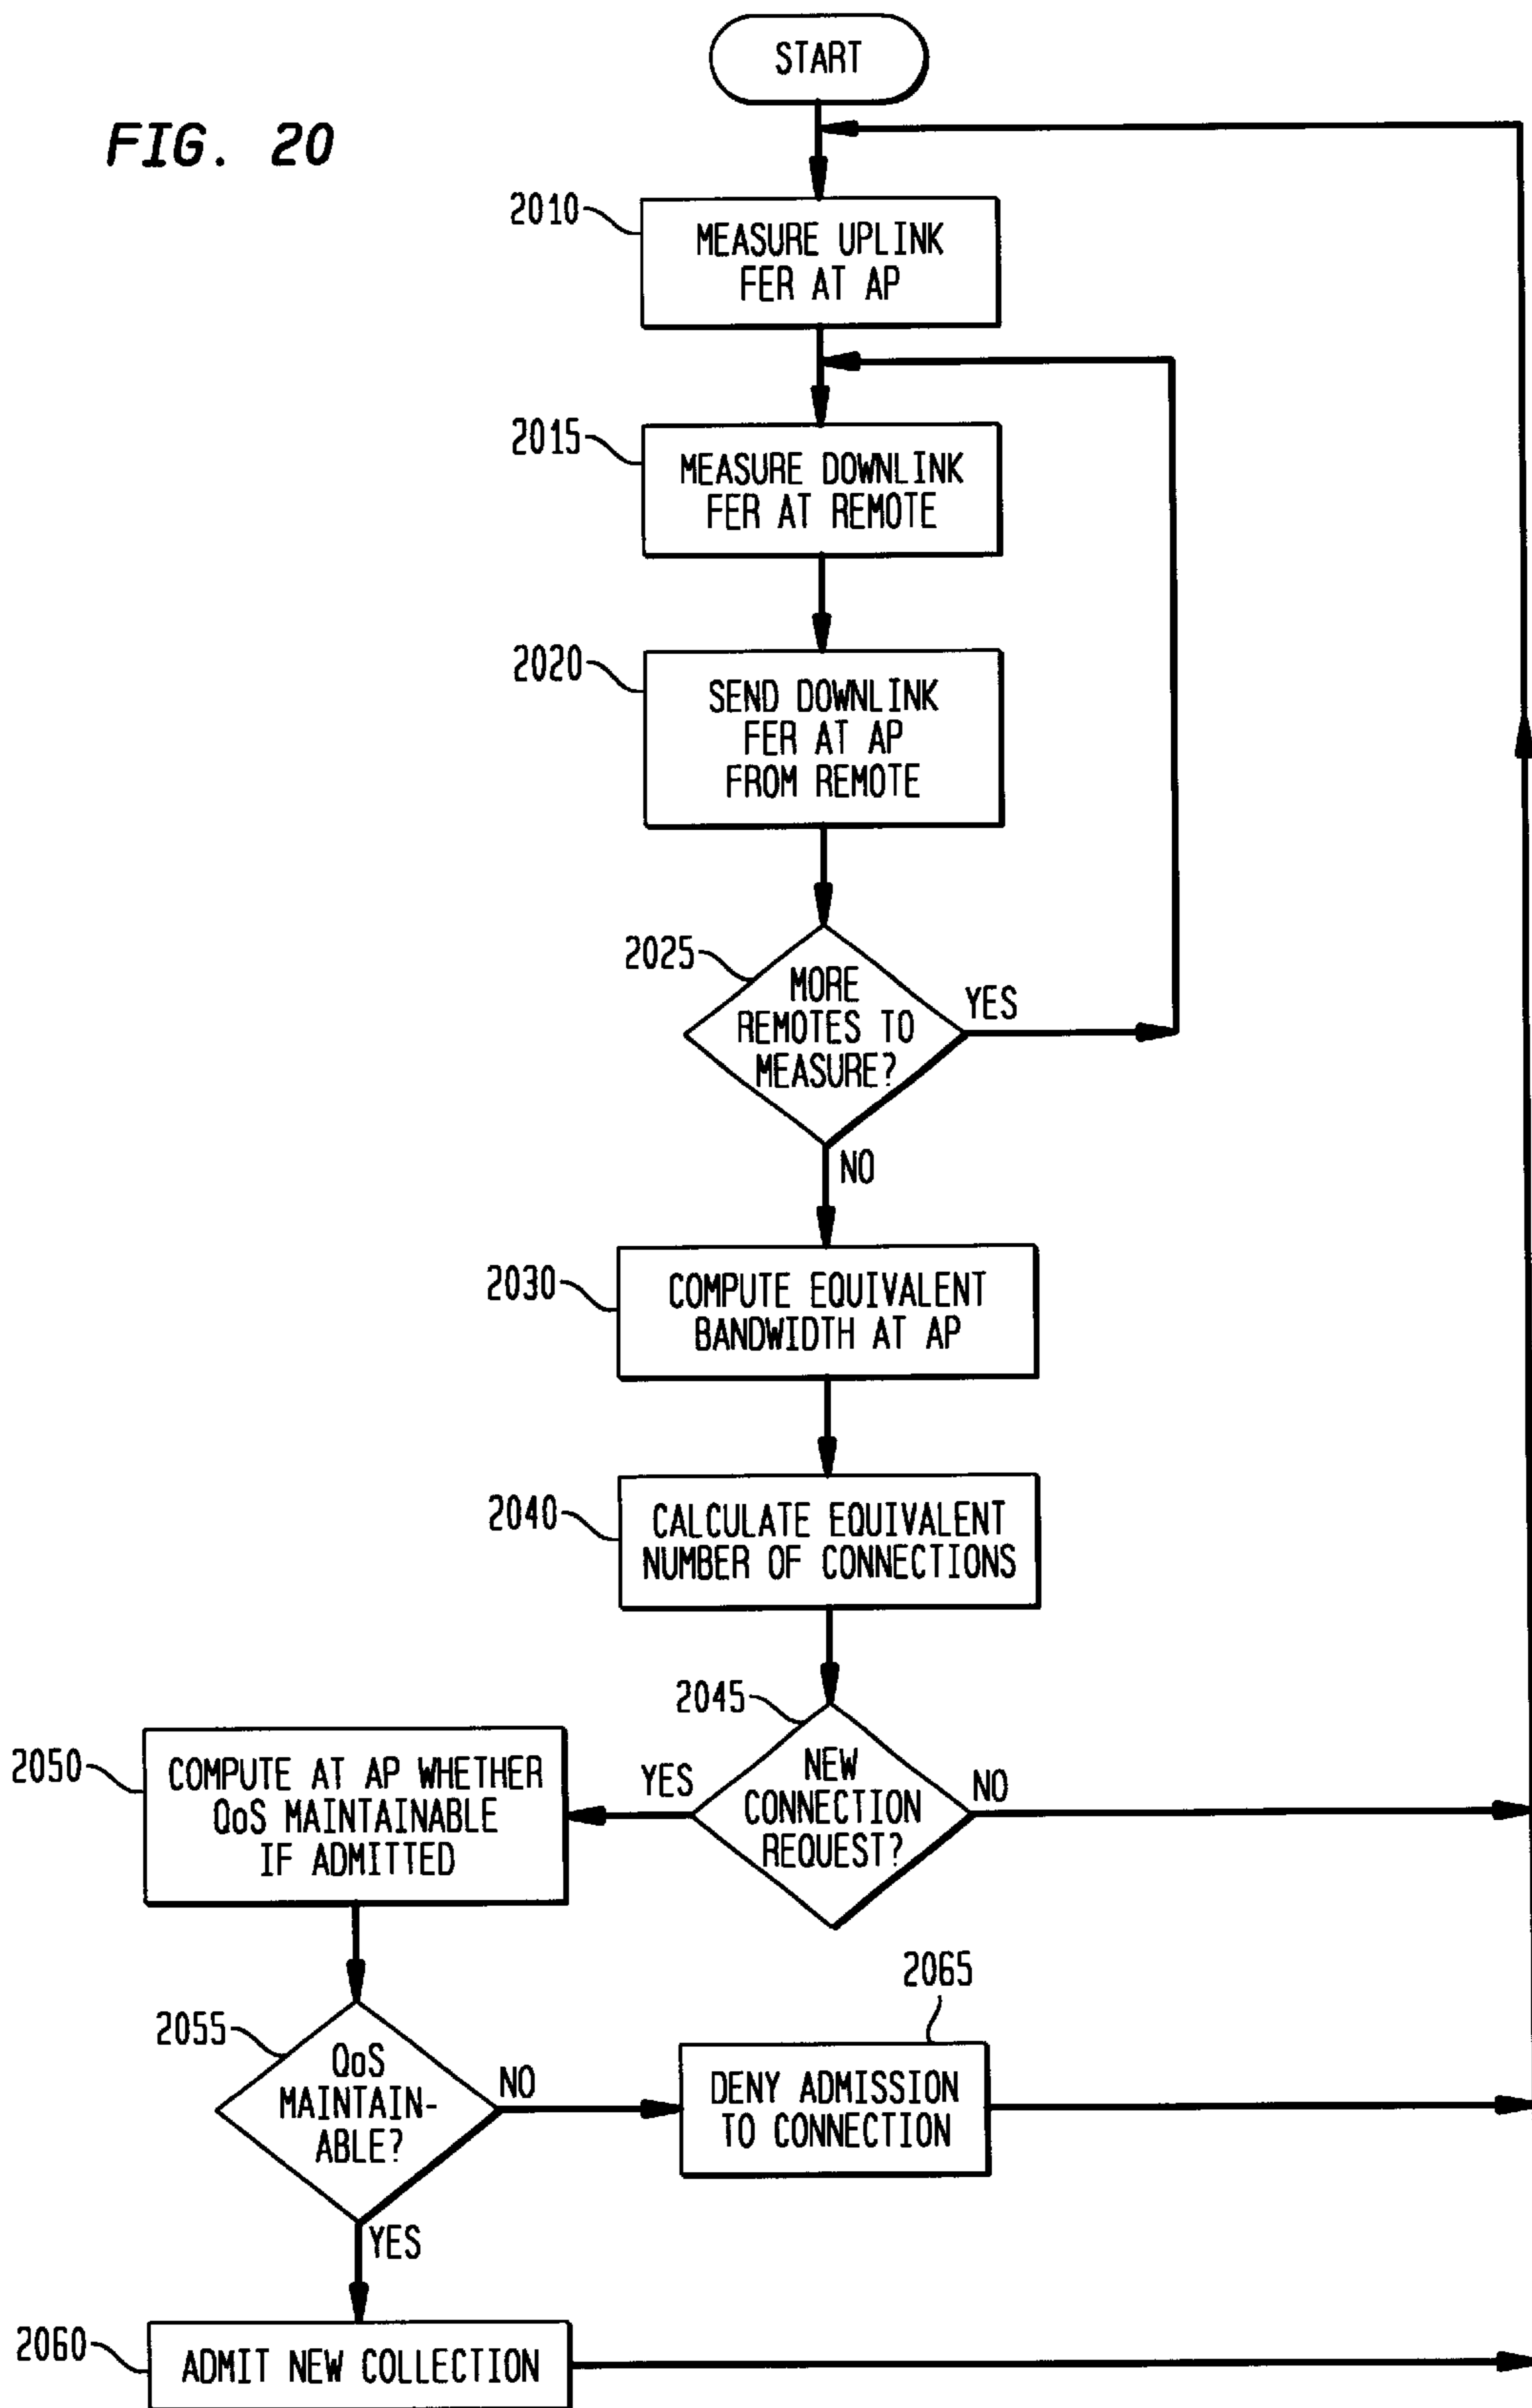 START
FIG. 20
2010
MEASURE UPLINK
FER AT AP
2015
MEASURE DOWNLINK
FER AT REMOTE
2020
SEND DOWNLINK
FER AT AP
FROM REMOTE
2025
MORE
REMOTES TO
MEASURE?
YES
NO
2030
COMPUTE EQUIVALENT
BANDWIDTH AT AP
2040
CALCULATE EQUIVALENT
NUMBER OF CONNECTIONS
2045
NEW
CONNECTION
REQUEST?
YES
NO
2050
COMPUTE AT AP WHETHER
QoS MAINTAINABLE
IF ADMITTED
2055
QoS
MAINTAIN-
ABLE?
NO
2065
DENY ADMISSION
TO CONNECTION
YES
2060
ADMIT NEW COLLECTION